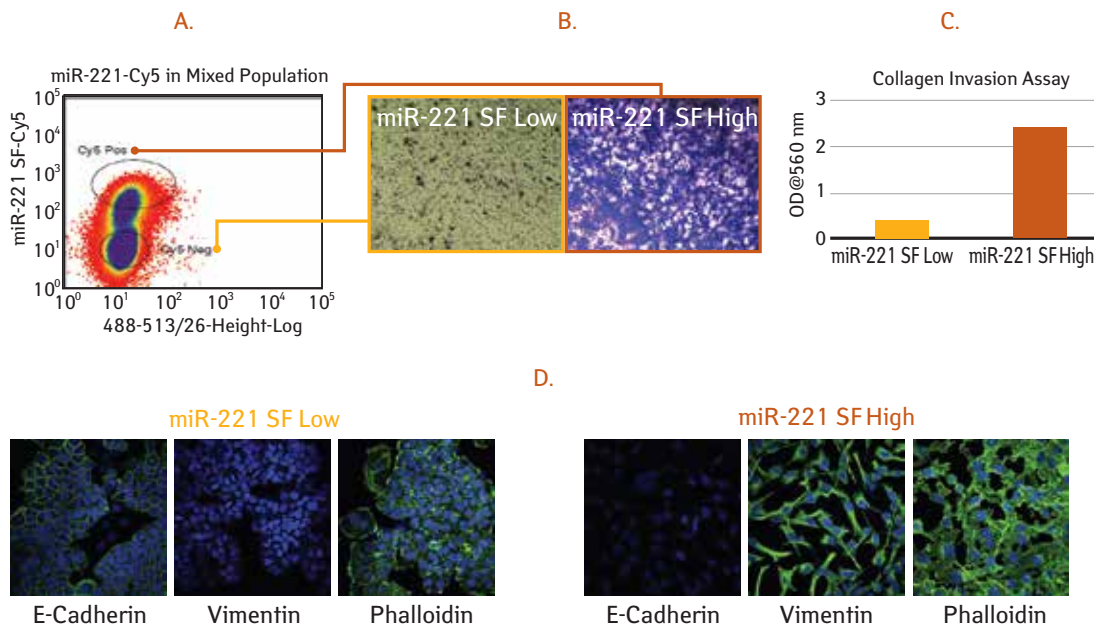 A.
B.
C.
miR-221-Cy5 in Mixed Population
miR-221 SF-Cy5
10^5
10^4
10^3
10^2
10^1
10^0
Cy5 Pos
Cy5 Neg
10^0 10^1 10^2 10^3 10^4 10^5
488-513/26-Height-Log
miR-221 SF Low
miR-221 SF High
Collagen Invasion Assay
OD@560 nm
3
2
1
0
miR-221 SF Low
miR-221 SF High
D.
miR-221 SF Low
miR-221 SF High
E-Cadherin
Vimentin
Phalloidin
E-Cadherin
Vimentin
Phalloidin